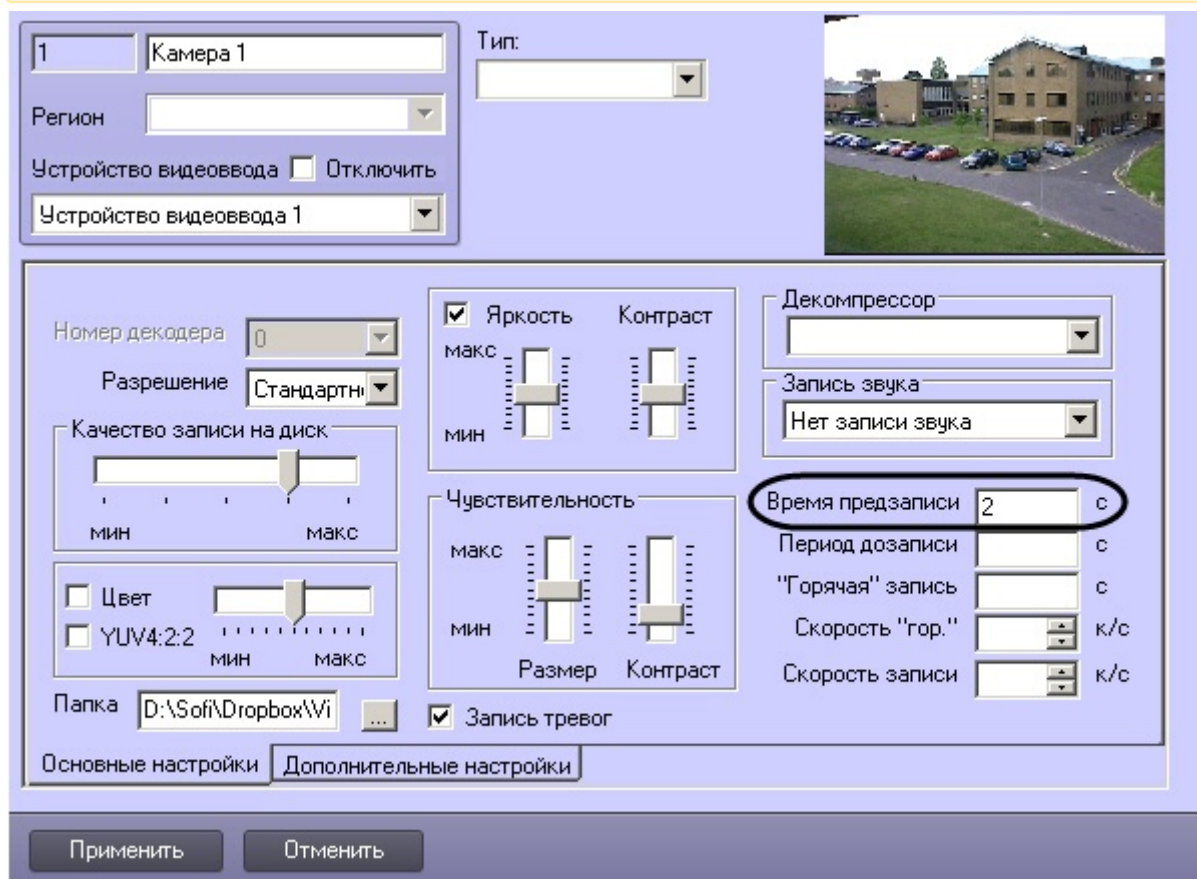 1
Камера 1
Тип:
Регион
Устройство видеоввода
Отключить
Устройство видеоввода 1
Номер декодера
0
Разрешение
Стандартн
Качество записи на диск
мин
макс
Цвет
YUV4:2:2
мин
макс
Папка
D:\Sofi\Dropbox\Vi
...
Яркость
Контраст
макс
мин
Чувствительность
макс
мин
Размер
Контраст
Запись тревог
Декомпрессор
Запись звука
Нет записи звука
Время предзаписи
2
с
Период дозаписи
с
"Горячая" запись
с
Скорость "гор."
к/с
Скорость записи
к/с
Основные настройки
Дополнительные настройки
Применить
Отменить